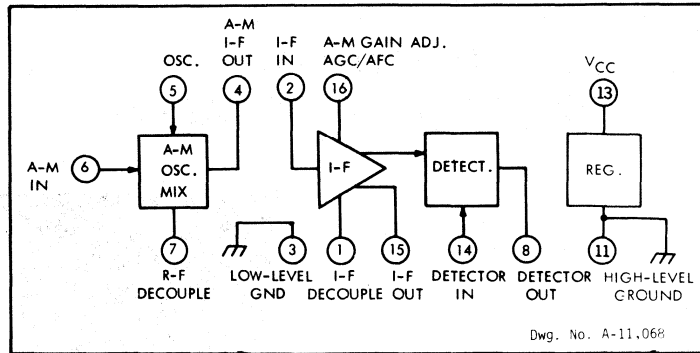 A-M
I-F
OUT
I-F
IN
A-M GAIN ADJ.
AGC/AFC
OSC.
VCC
5
4
2
16
13
A-M
IN
6
A-M
OSC.
MIX
I-F
DETECT.
REG.
7
3
1
15
14
8
11
R-F
DECOUPLE
LOW-LEVEL
GND
I-F
DECOUPLE
I-F
OUT
DETECTOR
IN
DETECTOR
OUT
HIGH-LEVEL
GROUND
Dwg. No. A-11,068